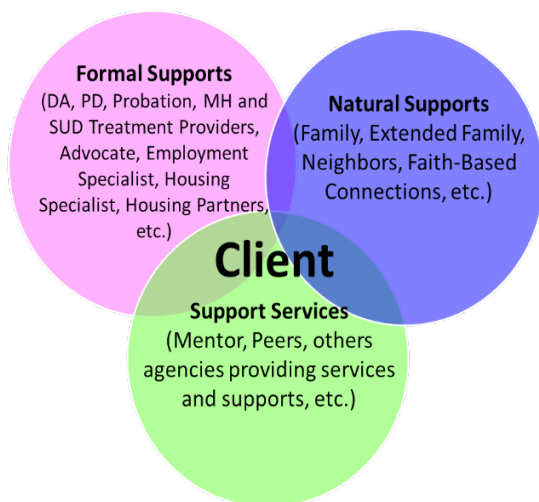 Formal Supports
(DA, PD, Probation, MH and
SUD Treatment Providers,
Advocate, Employment
Specialist, Housing
Specialist, Housing Partners,
etc.)
Natural Supports
(Family, Extended Family,
Neighbors, Faith-Based
Connections, etc.)
Client
Support Services
(Mentor, Peers, others
agencies providing services
and supports, etc.)